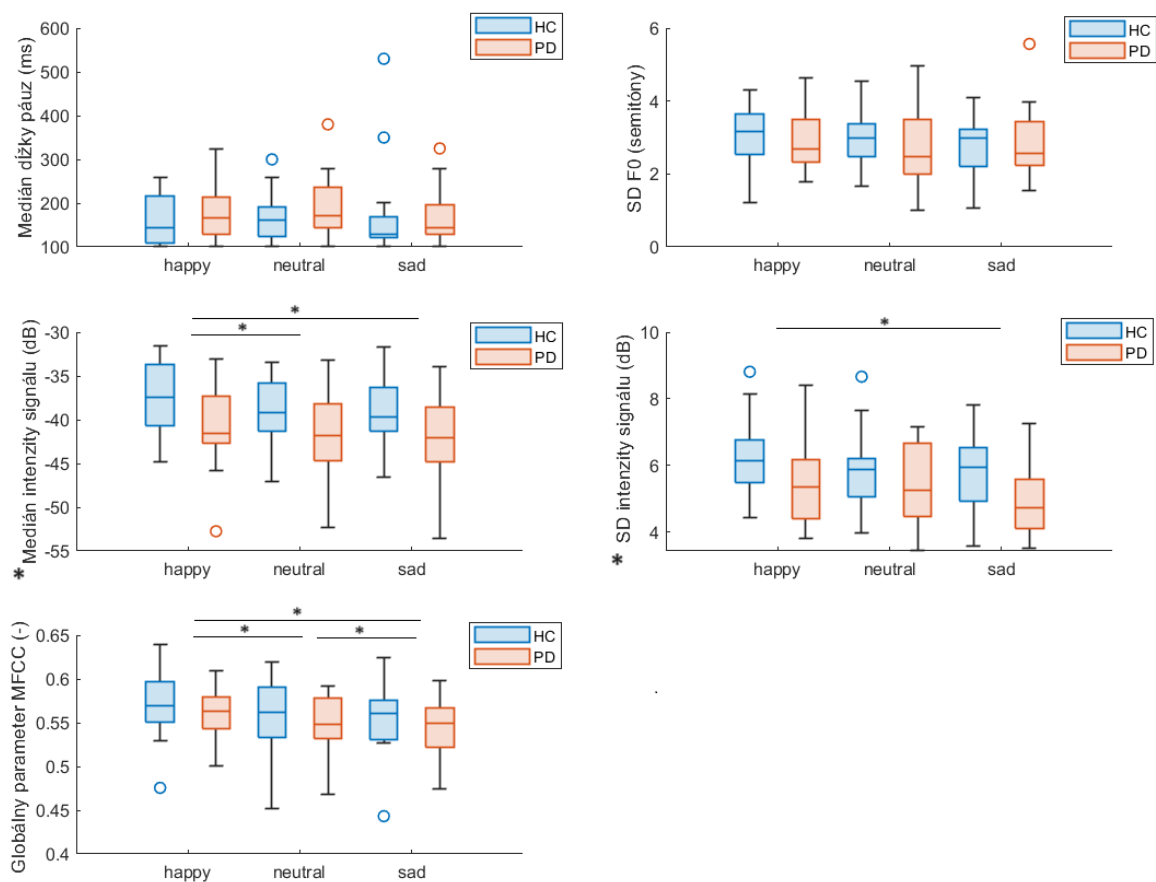 Medián dĺžky páuz (ms)
600
500
400
300
200
100
happy neutral sad
HC
PD
SD F0 (semitóny)
6
4
2
0
happy neutral sad
HC
PD
* Medián intenzity signálu (dB)
-30
-35
-40
-45
-50
-55
* *
happy neutral sad
HC
PD
* SD intenzity signálu (dB)
10
8
6
4
*
happy neutral sad
HC
PD
Globálny parameter MFCC (-)
0.65
0.6
0.55
0.5
0.45
0.4
*
* *
happy neutral sad
HC
PD